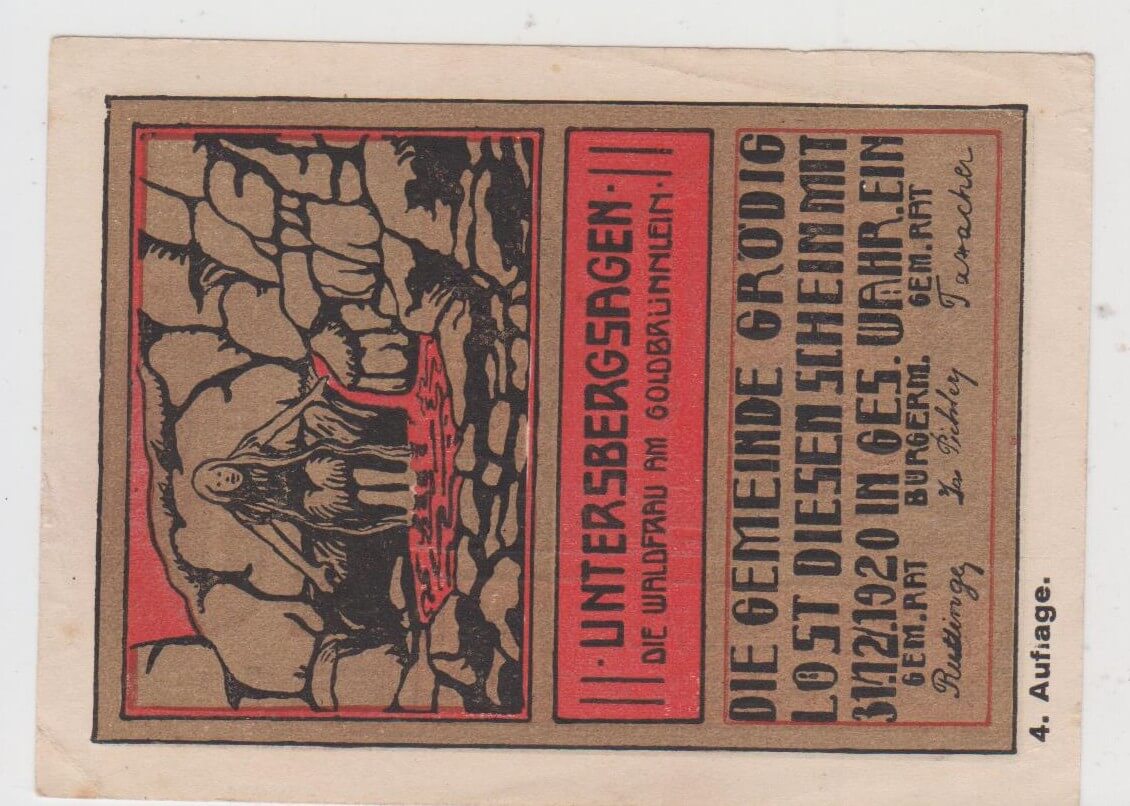 ·UNTERSBERGSAGEN·
DIE WALDFRAU AM GOLDBRÜNNLEIN·
DIE GEMEINDE GRÖDIG
LÖST DIESEN SCHEIN MIT
31.12.1920 IN GES. WÄHR. EIN
GEM. RAT BÜRGERM. GEM. RAT
4. Auflage.